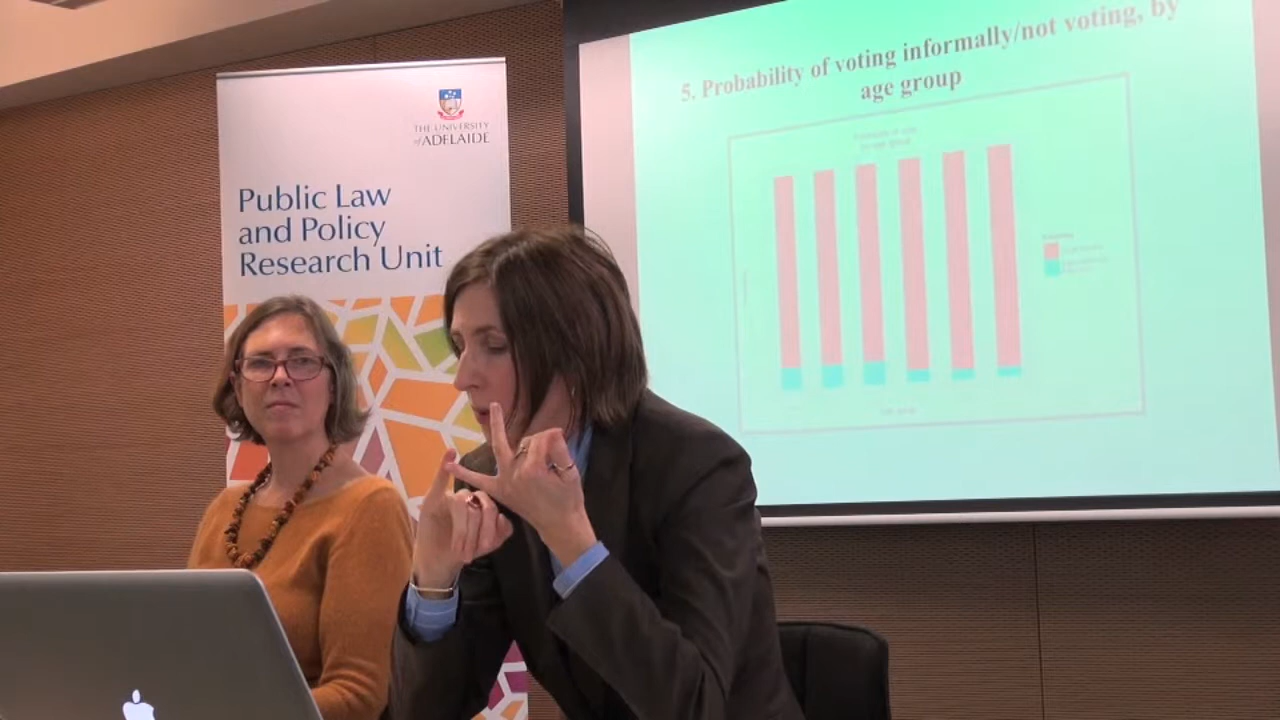 THE UNIVERSITY
of ADELAIDE
Public Law
and Policy
Research Unit
5. Probability of voting informally/not voting, by
age group